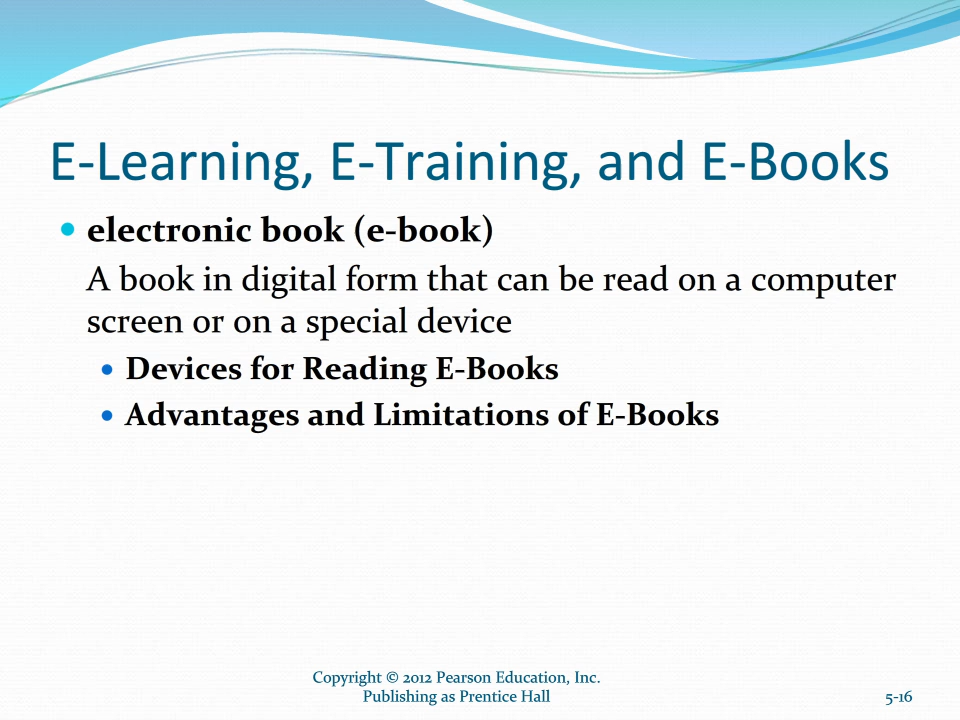 E-Learning, E-Training, and E-Books
• electronic book (e-book)
A book in digital form that can be read on a computer
screen or on a special device
• Devices for Reading E-Books
• Advantages and Limitations of E-Books
Copyright © 2012 Pearson Education, Inc.
Publishing as Prentice Hall
5-16